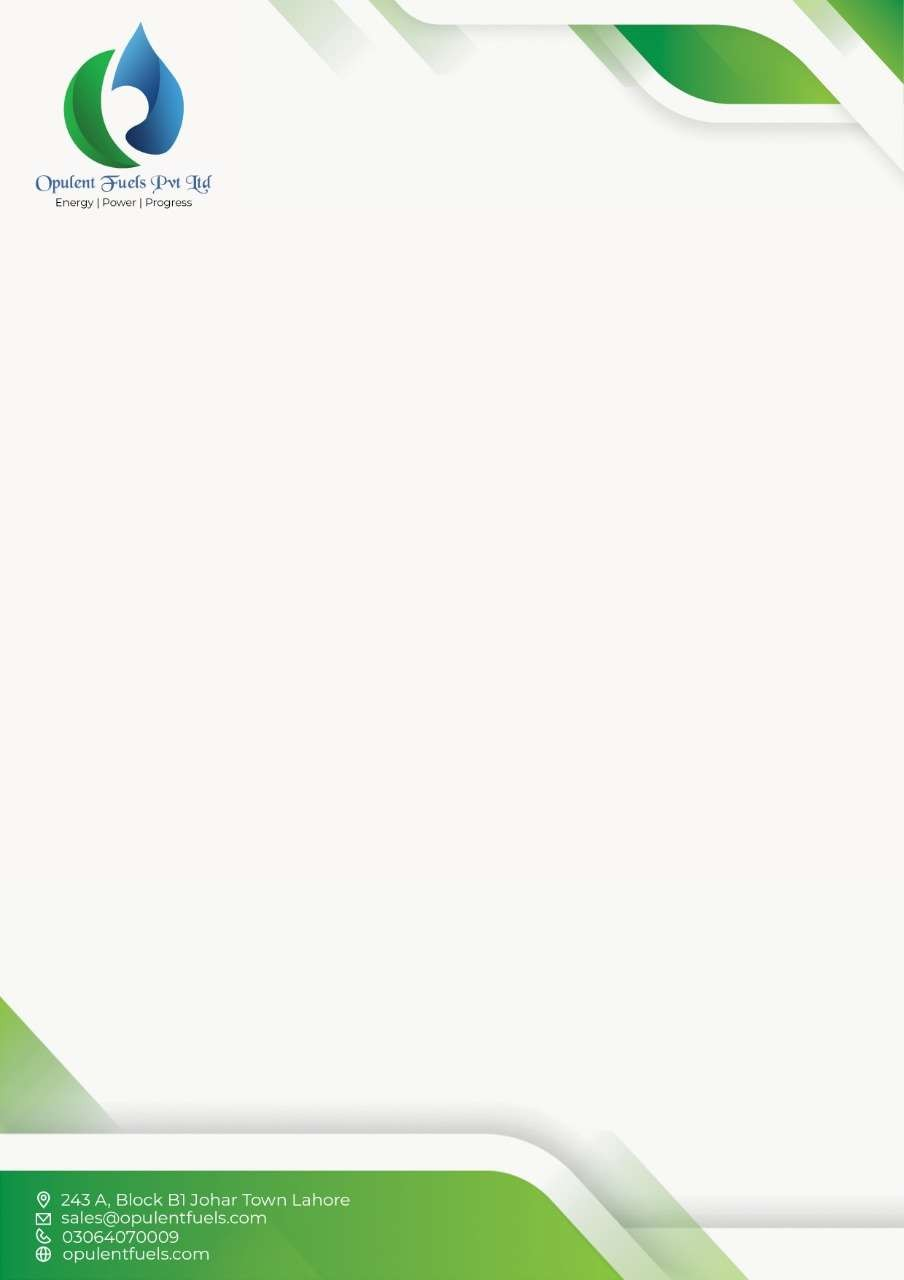 Opulent Fuels Pvt Ltd
Energy | Power | Progress
243 A, Block B1 Johar Town Lahore
sales@opulentfuels.com
03064070009
opulentfuels.com